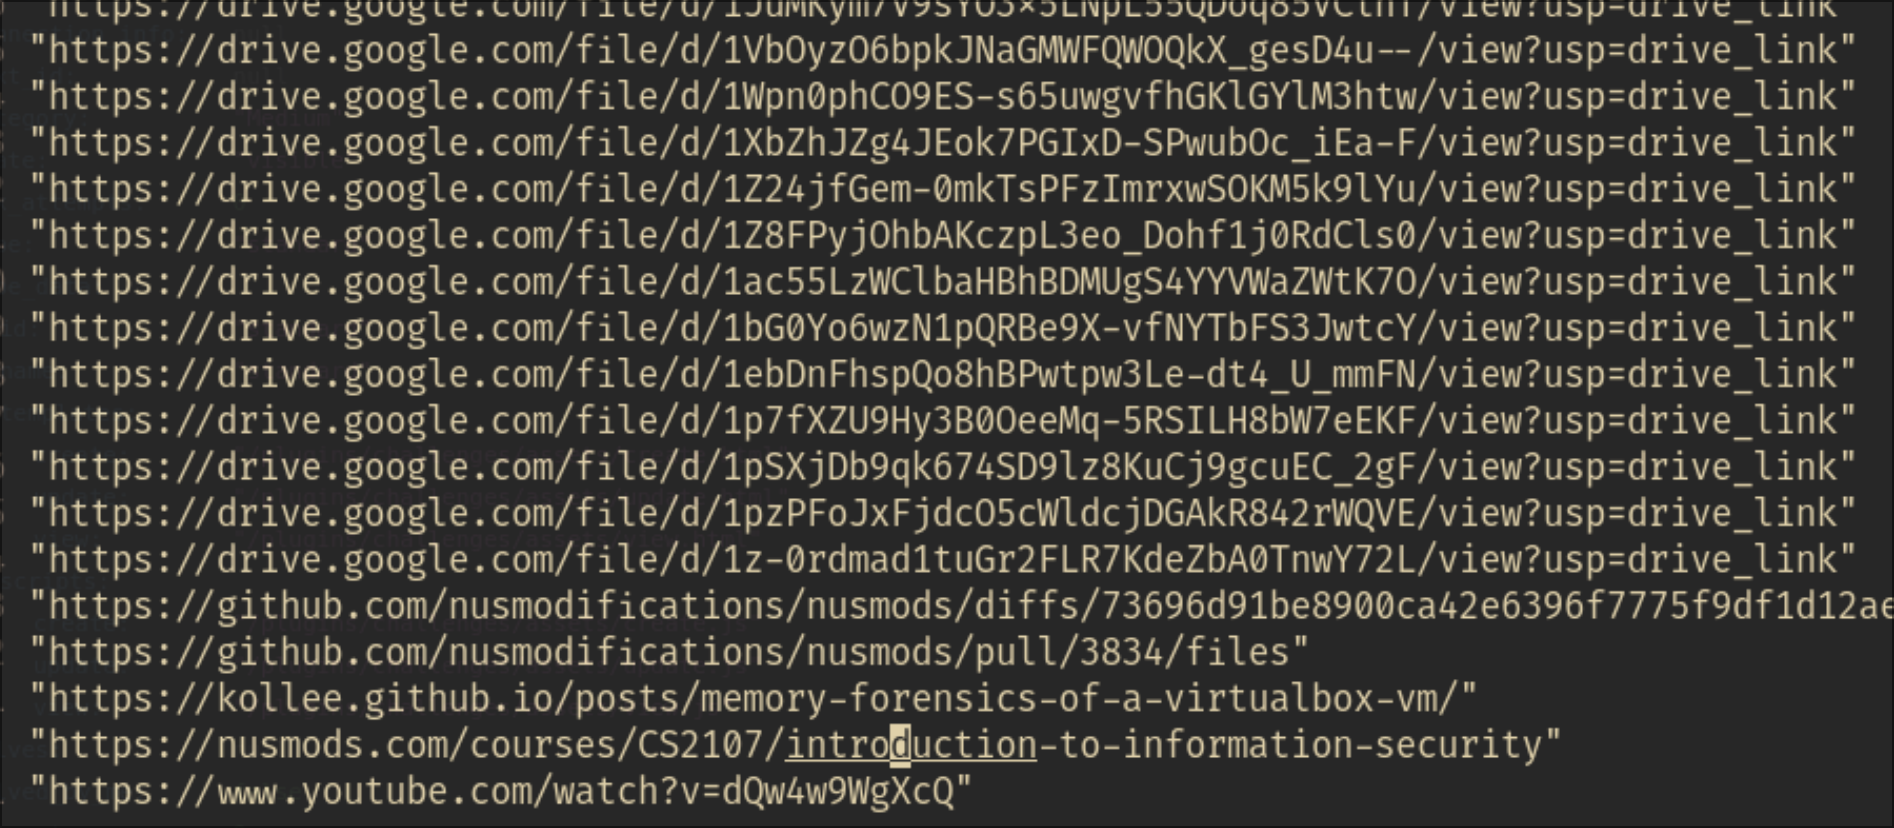 "https://drive.google.com/file/d/1VbOyzO6bpkJNaGMWFQWOQkX_gesD4u--/view?usp=drive_link"
"https://drive.google.com/file/d/1Wpn0phCO9ES-s65uwgvfhGKlGYlM3htw/view?usp=drive_link"
"https://drive.google.com/file/d/1XbZhJZg4JEok7PGIxD-SPwubOc_iEa-F/view?usp=drive_link"
"https://drive.google.com/file/d/1Z24jfGem-0mkTsPFzImrxwSOKM5k9lYu/view?usp=drive_link"
"https://drive.google.com/file/d/1Z8FPyjOhbAKczpL3eo_Dohf1j0RdCls0/view?usp=drive_link"
"https://drive.google.com/file/d/1ac55LzWClbaHBhBDMUgS4YYVWaZWtK7O/view?usp=drive_link"
"https://drive.google.com/file/d/1bG0Yo6wzN1pQRBe9X-vfNYTbFS3JwtcY/view?usp=drive_link"
"https://drive.google.com/file/d/1ebDnFhspQo8hBPwtpw3Le-dt4_U_mmFN/view?usp=drive_link"
"https://drive.google.com/file/d/1p7fXZU9Hy3B0OeeMq-5RSILH8bW7eEKF/view?usp=drive_link"
"https://drive.google.com/file/d/1pSXjDb9qk674SD9lz8KuCj9gcuEC_2gF/view?usp=drive_link"
"https://drive.google.com/file/d/1pzPFoJxFjdcO5cWldcjDGAkR842rWQVE/view?usp=drive_link"
"https://drive.google.com/file/d/1z-0rdmad1tuGr2FLR7KdeZbA0TnwY72L/view?usp=drive_link"
"https://github.com/nusmodifications/nusmods/diffs/73696d91be8900ca42e6396f7775f9df1d12ae
"https://github.com/nusmodifications/nusmods/pull/3834/files"
"https://kollee.github.io/posts/memory-forensics-of-a-virtualbox-vm/"
"https://nusmods.com/courses/CS2107/introduction-to-information-security"
"https://www.youtube.com/watch?v=dQw4w9WgXcQ"